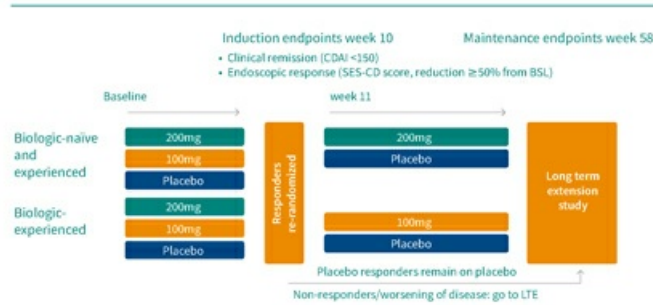 Induction endpoints week 10
Maintenance endpoints week 58
• Clinical remission (CDAI <150)
• Endoscopic response (SES-CD score, reduction ≥50% from BSL)
Baseline
week 11
Biologic-naïve
and
experienced
200mg
100mg
Placebo
Biologic-
experienced
200mg
100mg
Placebo
Responders
re-randomized
200mg
Placebo
100mg
Placebo
Long term
extension
study
Placebo responders remain on placebo
Non-responders/worsening of disease: go to LTE